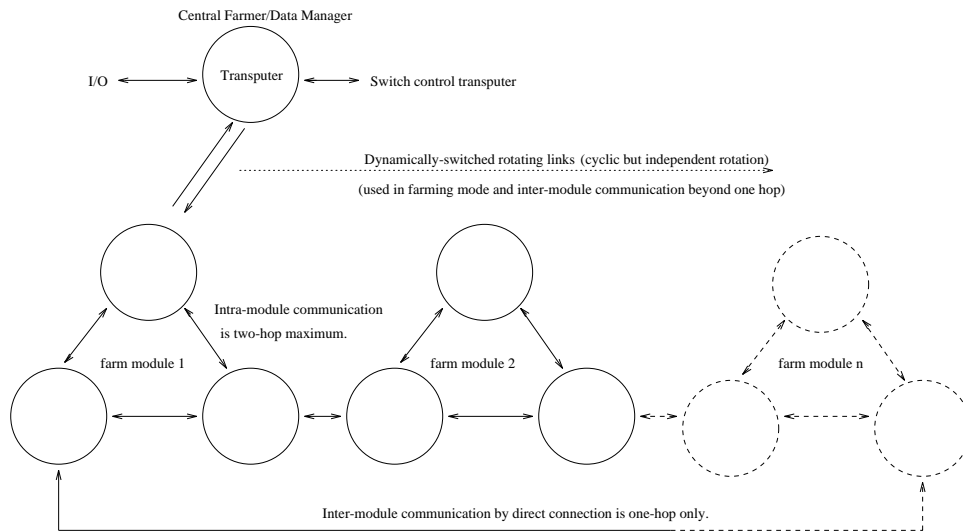 Central Farmer/Data Manager
I/O
Transputer
Switch control transputer
Dynamically-switched rotating links (cyclic but independent rotation)
(used in farming mode and inter-module communication beyond one hop)
Intra-module communication
is two-hop maximum.
farm module 1
farm module 2
farm module n
Inter-module communication by direct connection is one-hop only.